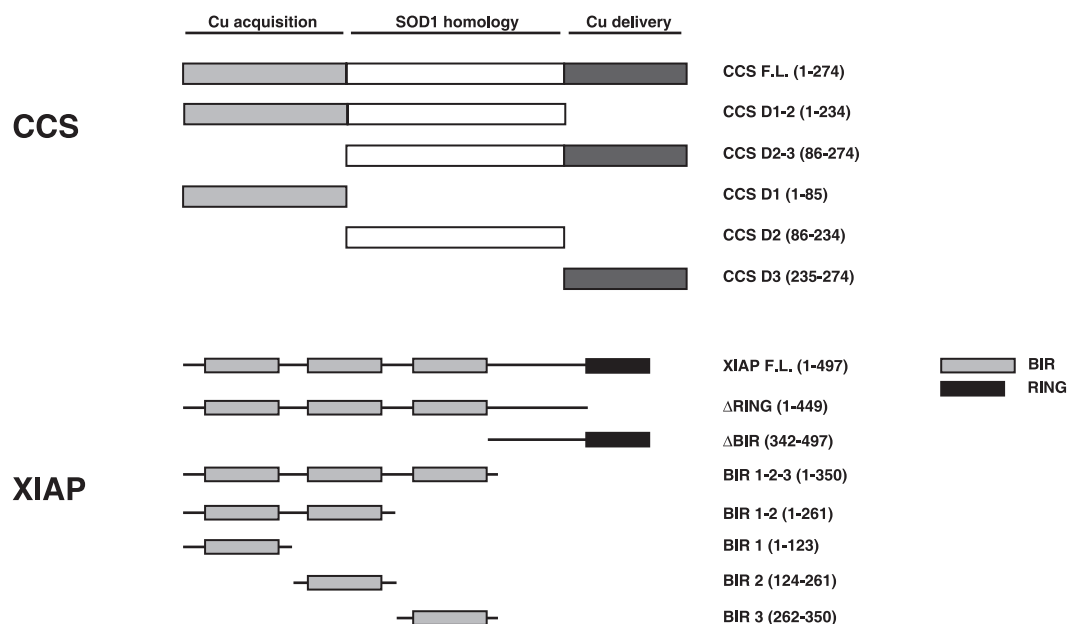 Cu acquisition SOD1 homology Cu delivery
CCS F.L. (1-274)
CCS D1-2 (1-234)
CCS
CCS D2-3 (86-274)
CCS D1 (1-85)
CCS D2 (86-234)
CCS D3 (235-274)
XIAP F.L. (1-497)
BIR
RING
ΔRING (1-449)
ΔBIR (342-497)
BIR 1-2-3 (1-350)
XIAP
BIR 1-2 (1-261)
BIR 1 (1-123)
BIR 2 (124-261)
BIR 3 (262-350)